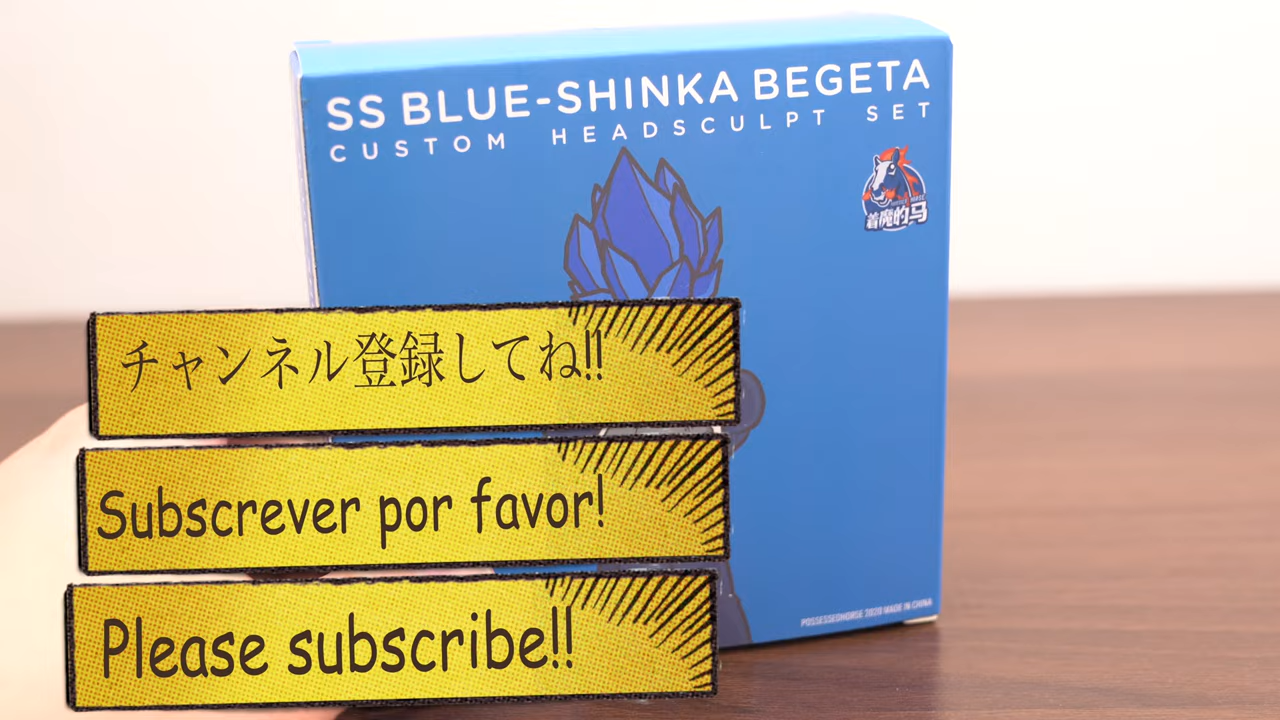 SS BLUE-SHINKA BEGETA
CUSTOM HEADSCULPT SET
着魔的马
チャンネル登録してね!!
Subscrever por favor!
Please subscribe!!
POSSESSEDHORSE 2020 MADE IN CHINA